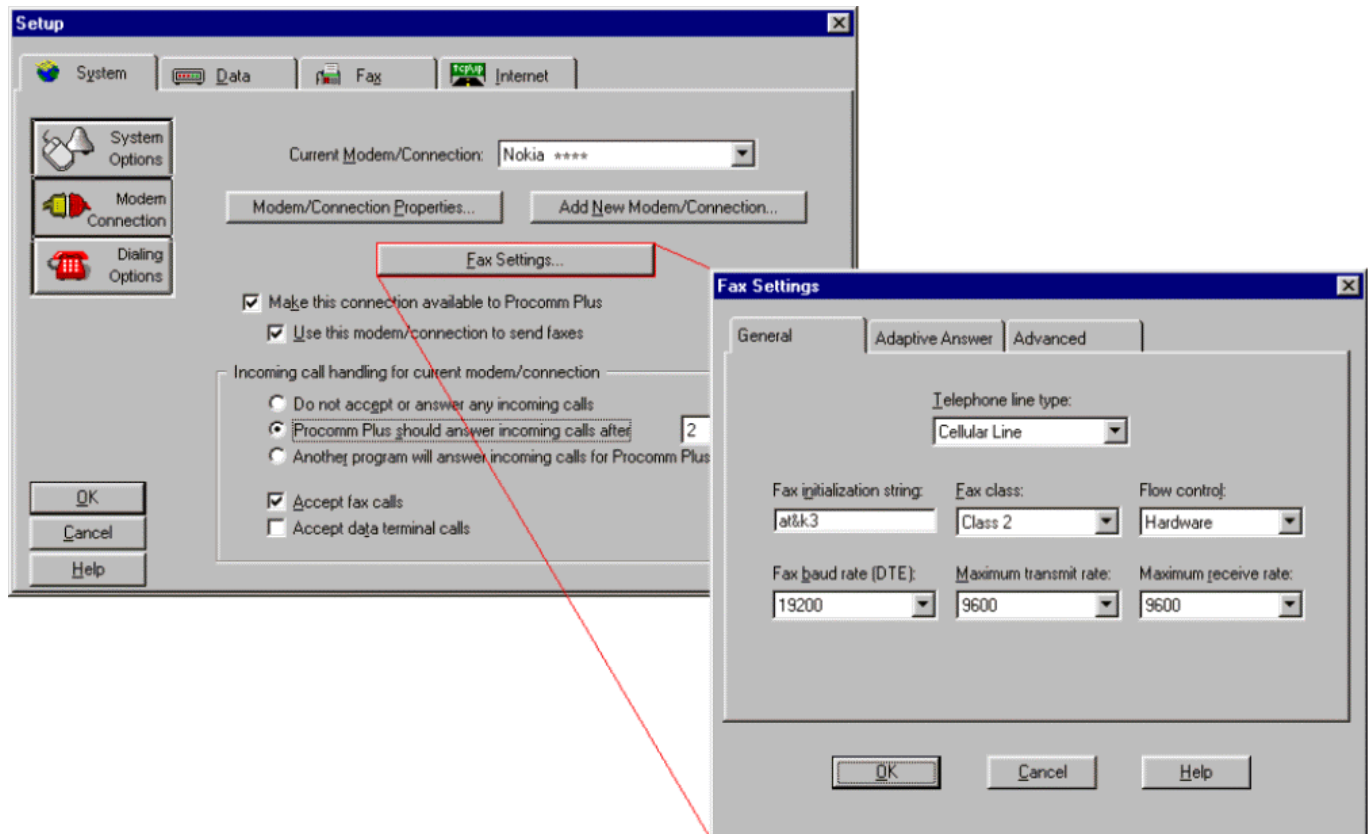 Setup
System
Data
Fax
TCP/IP
Internet
System
Options
Modem
Connection
Dialing
Options
Current Modem/Connection: Nokia ****
Modem/Connection Properties... Add New Modem/Connection...
Fax Settings...
Make this connection available to Procomm Plus
Use this modem/connection to send faxes
Incoming call handling for current modem/connection
Do not accept or answer any incoming calls
Procomm Plus should answer incoming calls after 2
Another program will answer incoming calls for Procomm Plus
Accept fax calls
Accept data terminal calls
OK
Cancel
Help
Fax Settings
General Adaptive Answer Advanced
Telephone line type:
Cellular Line
Fax initialization string: Fax class: Flow control:
at&k3 Class 2 Hardware
Fax baud rate (DTE): Maximum transmit rate: Maximum receive rate:
19200 9600 9600
OK Cancel Help